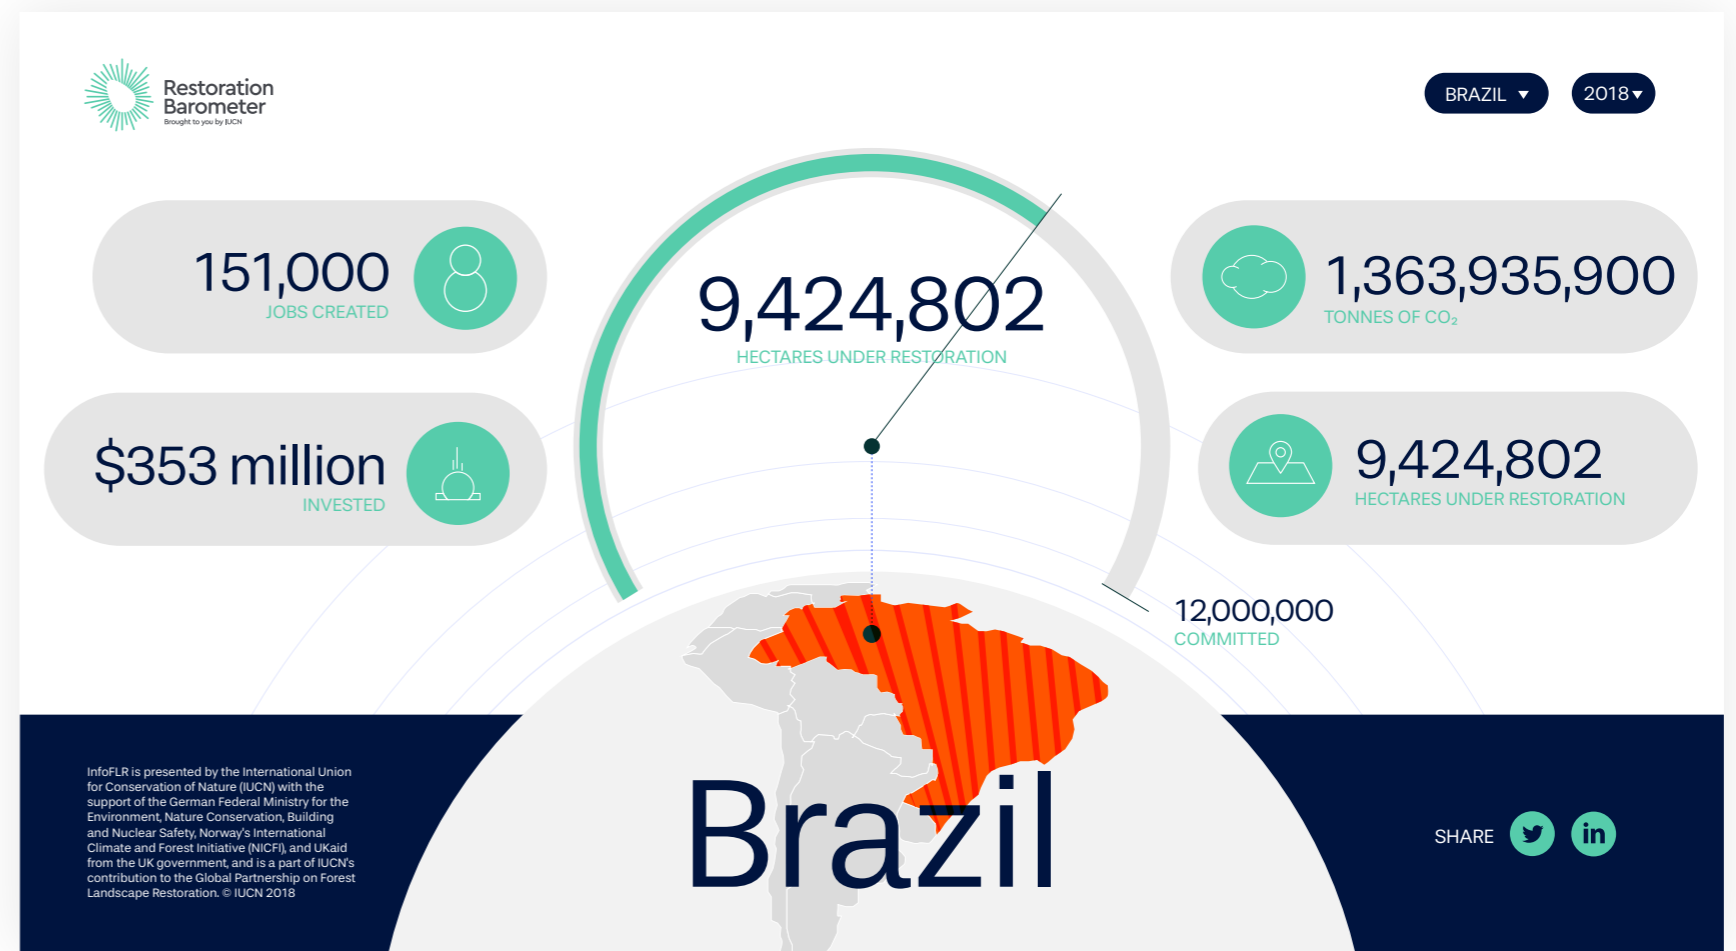 Restoration
Barometer
Brought to you by IUCN
BRAZIL
2018
151,000
JOBS CREATED
$353 million
INVESTED
9,424,802
HECTARES UNDER RESTORATION
1,363,935,900
TONNES OF CO₂
9,424,802
HECTARES UNDER RESTORATION
12,000,000
COMMITTED
Brazil
InfoFLR is presented by the International Union
for Conservation of Nature (IUCN) with the
support of the German Federal Ministry for the
Environment, Nature Conservation, Building
and Nuclear Safety, Norway's International
Climate and Forest Initiative (NICFI), and UKaid
from the UK government, and is a part of IUCN's
contribution to the Global Partnership on Forest
Landscape Restoration. © IUCN 2018
SHARE
in